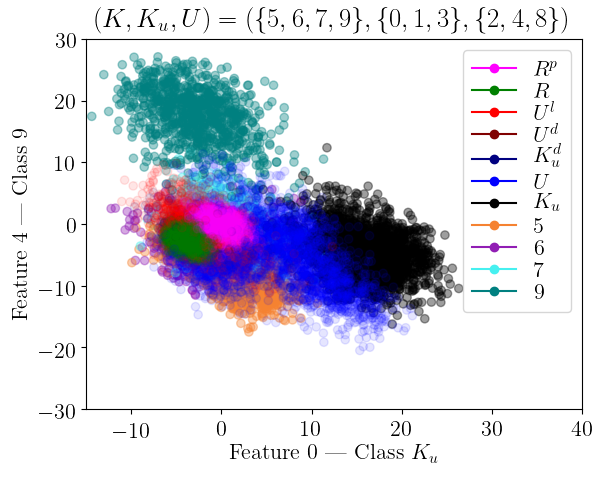 (K, K_u, U) = ({5, 6, 7, 9}, {0, 1, 3}, {2, 4, 8})
30
20
10
0
−10
−20
−30
Feature 4 — Class 9
R^p
R
U^l
U^d
K_u^d
U
K_u
5
6
7
9
−10
0
10
20
30
40
Feature 0 — Class K_u